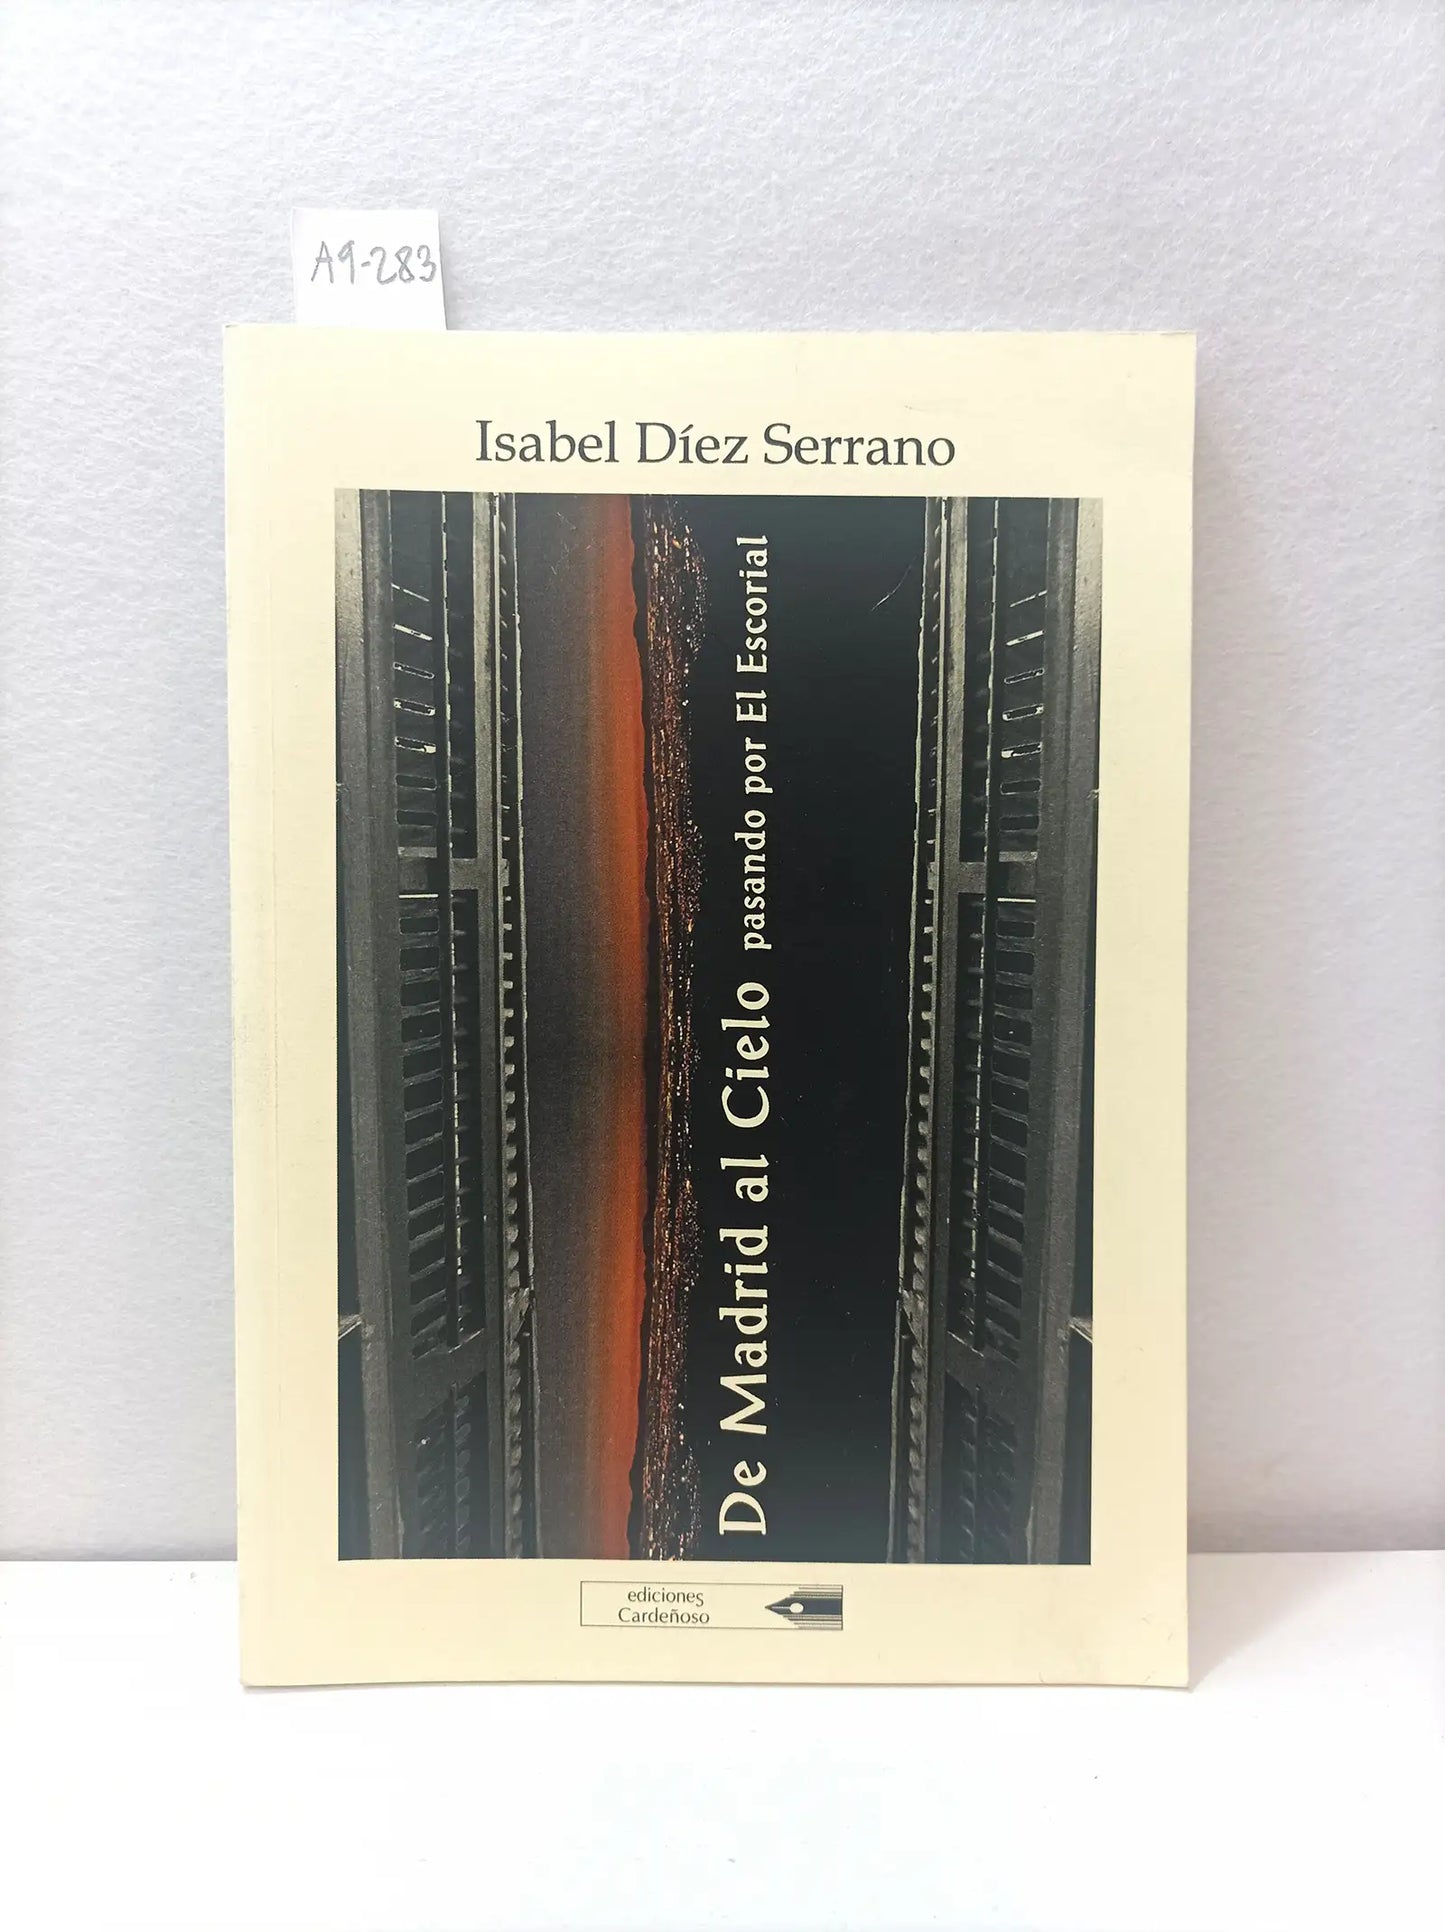 A9-283
Isabel Díez Serrano
De Madrid al Cielo pasando por El Escorial
ediciones
Cardeñoso